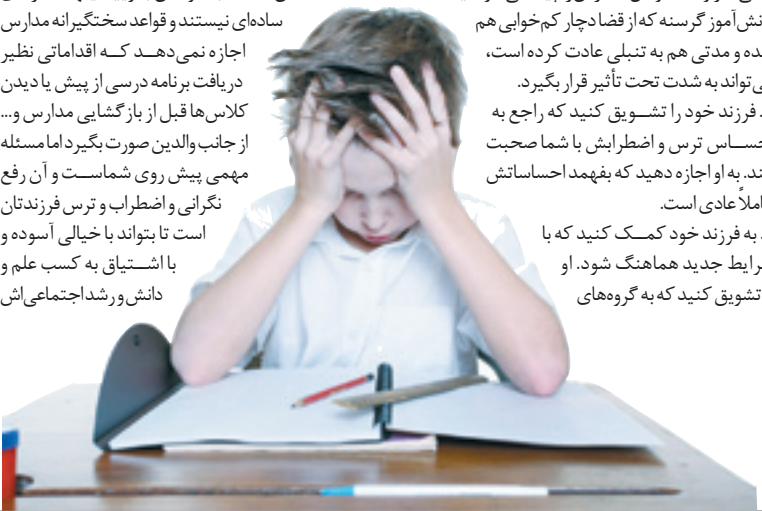 نش‌آموز گرسنه که از قضا دچار کم‌خوابی هم
ده و مدتی هم به تنبلی عادت کرده است،
ی‌تواند به شدت تحت تأثیر قرار بگیرد.
. فرزند خود را تشویق کنید که راجع به
حساس ترس و اضطرابش با شما صحبت
ند. به او اجازه دهید که بفهمد احساساتش
املاً عادی است.
. به فرزند خود کمک کنید که با
رایط جدید هماهنگ شود. او
تشویق کنید که به گروه‌های
ساده‌ای نیستند و قواعد سختگیرانه مدارس
اجازه نمی‌دهد که اقداماتی نظیر
دریافت برنامه درسی از پیش یا دیدن
کلاس‌ها قبل از بازگشایی مدارس و...
از جانب والدین صورت بگیرد اما مسئله
مهمی پیش روی شماست و آن رفع
نگرانی و اضطراب و ترس فرزندتان
است تا بتواند با خیالی آسوده و
با اشتیاق به کسب علم و
دانش و رشد اجتماعی‌اش